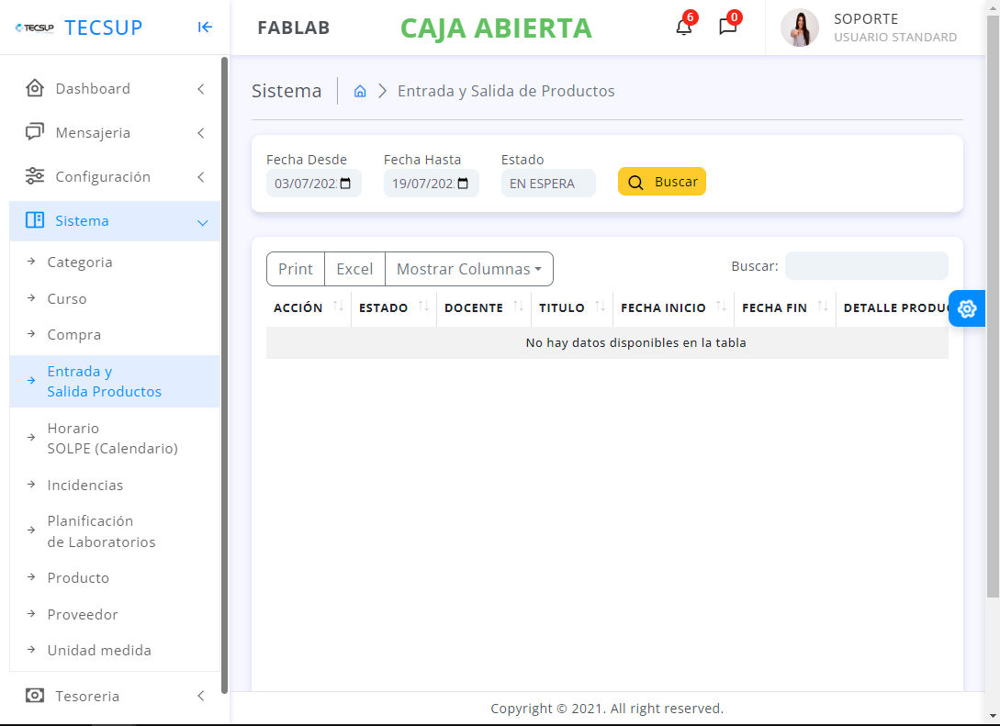 TECSUP TECSUP
FABLAB
CAJA ABIERTA
6
0
SOPORTE
USUARIO STANDARD
Dashboard
Mensajeria
Configuración
Sistema
Categoria
Curso
Compra
Entrada y
Salida Productos
Horario
SOLPE (Calendario)
Incidencias
Planificación
de Laboratorios
Producto
Proveedor
Unidad medida
Tesoreria
Sistema
Entrada y Salida de Productos
Fecha Desde
Fecha Hasta
Estado
03/07/202
19/07/202
EN ESPERA
Buscar
Print
Excel
Mostrar Columnas
Buscar:
ACCIÓN
ESTADO
DOCENTE
TITULO
FECHA INICIO
FECHA FIN
DETALLE PRODU
No hay datos disponibles en la tabla
Copyright © 2021. All right reserved.